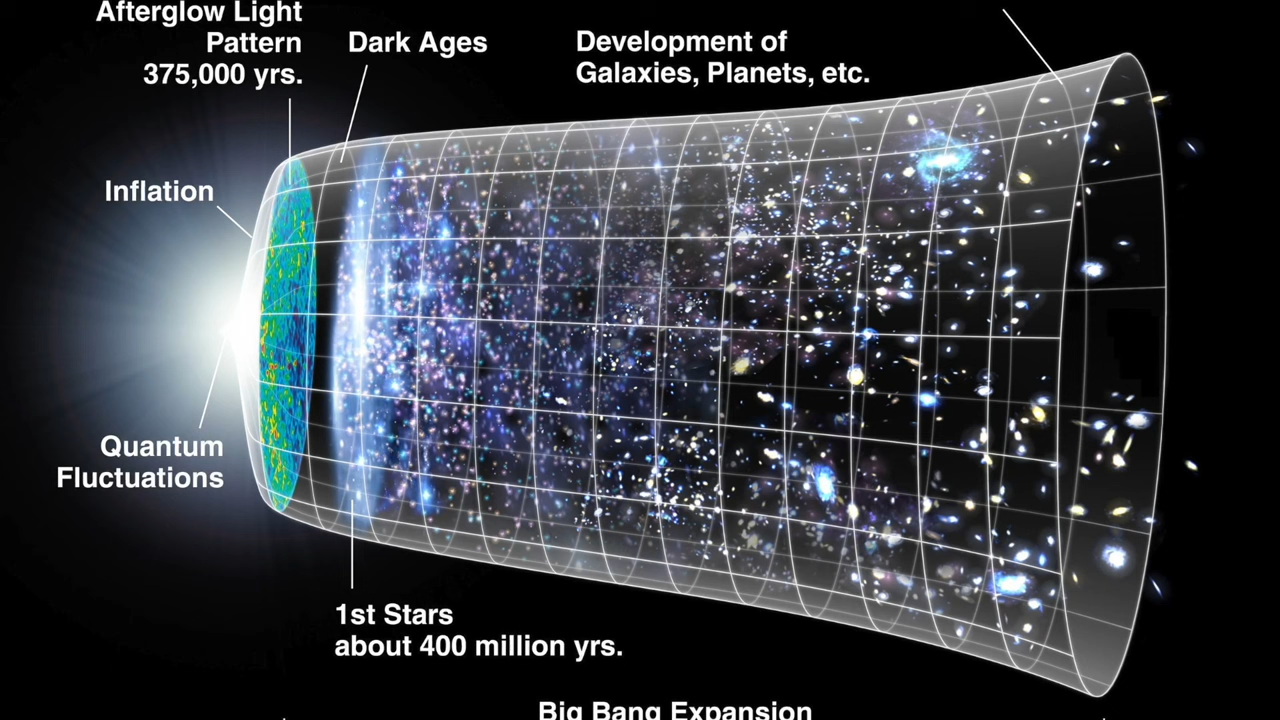 Afterglow Light
Pattern
375,000 yrs.
Dark Ages
Development of
Galaxies, Planets, etc.
Inflation
Quantum
Fluctuations
1st Stars
about 400 million yrs.
Big Bang Expansion